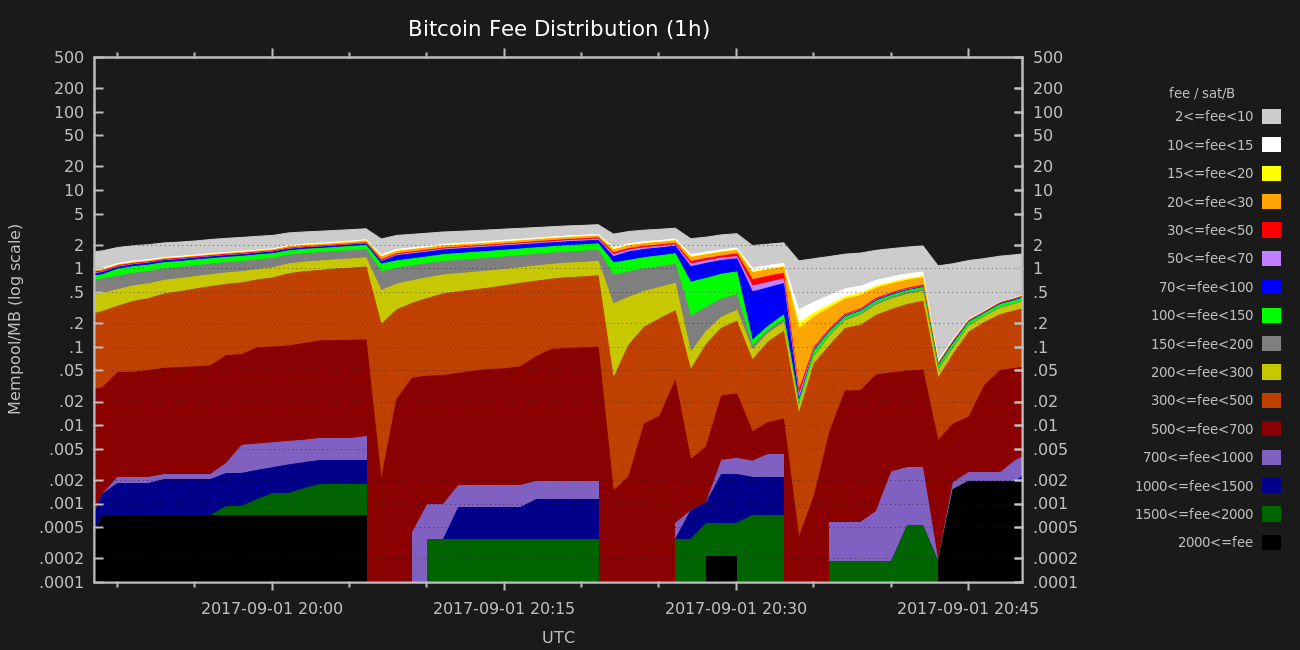 Bitcoin Fee Distribution (1h)
Mempool/MB (log scale)
500
200
100
50
20
10
5
2
1
.5
.2
.1
.05
.02
.01
.005
.002
.001
.0005
.0002
.0001
500
200
100
50
20
10
5
2
1
.5
.2
.1
.05
.02
.01
.005
.002
.001
.0005
.0002
.0001
2017-09-01 20:00
2017-09-01 20:15
2017-09-01 20:30
2017-09-01 20:45
UTC
fee / sat/B
2<=fee<10
10<=fee<15
15<=fee<20
20<=fee<30
30<=fee<50
50<=fee<70
70<=fee<100
100<=fee<150
150<=fee<200
200<=fee<300
300<=fee<500
500<=fee<700
700<=fee<1000
1000<=fee<1500
1500<=fee<2000
2000<=fee